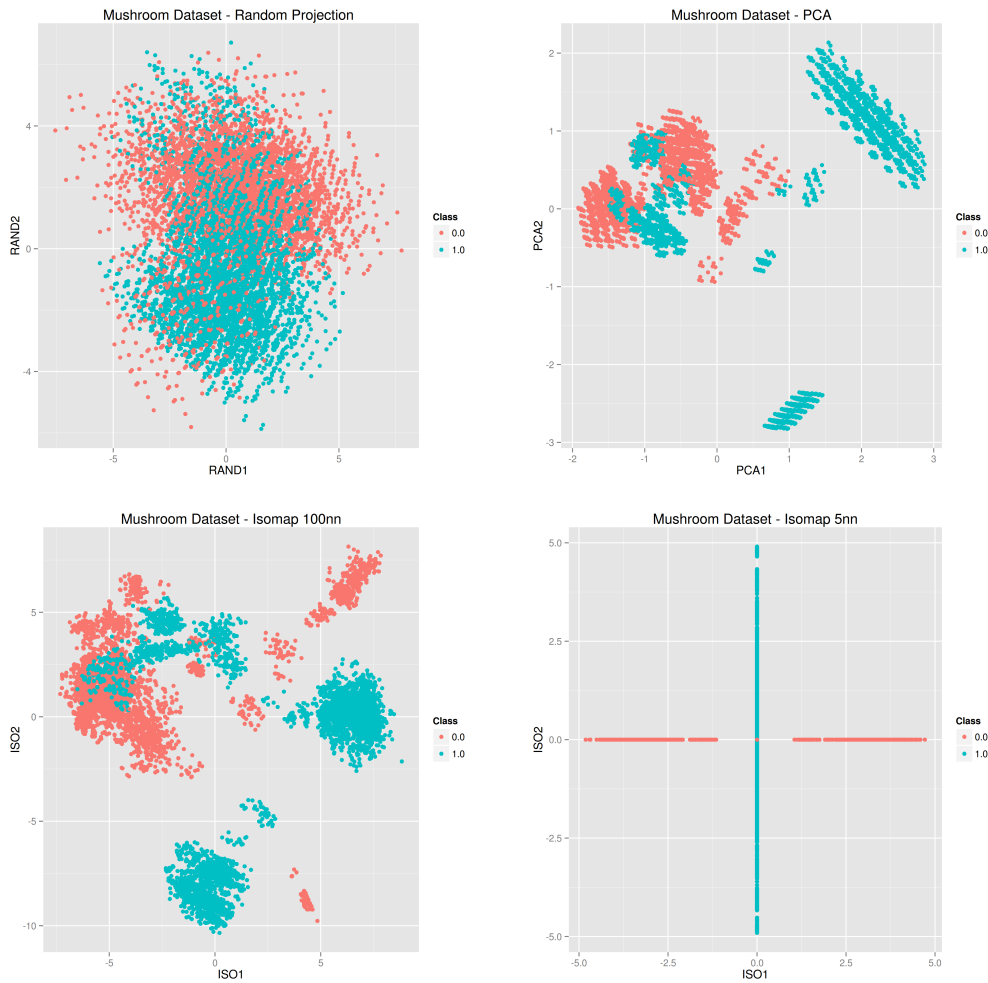 Mushroom Dataset - Random Projection
4
0
-4
-5
0
5
RAND1
RAND2
Class
0.0
1.0
Mushroom Dataset - PCA
2
1
0
-1
-2
-3
-2
-1
0
1
2
3
PCA1
PCA2
Class
0.0
1.0
Mushroom Dataset - Isomap 100nn
5
0
-5
-10
-5
0
5
ISO1
ISO2
Class
0.0
1.0
Mushroom Dataset - Isomap 5nn
5.0
2.5
0.0
-2.5
-5.0
-5.0
-2.5
0.0
2.5
5.0
ISO1
ISO2
Class
0.0
1.0